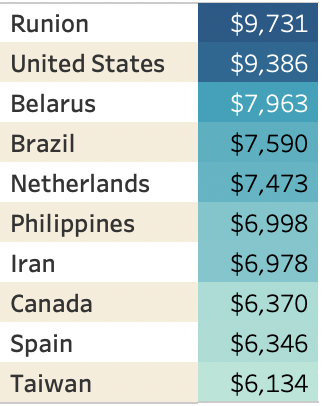 Runion $9,731
United States $9,386
Belarus $7,963
Brazil $7,590
Netherlands $7,473
Philippines $6,998
Iran $6,978
Canada $6,370
Spain $6,346
Taiwan $6,134